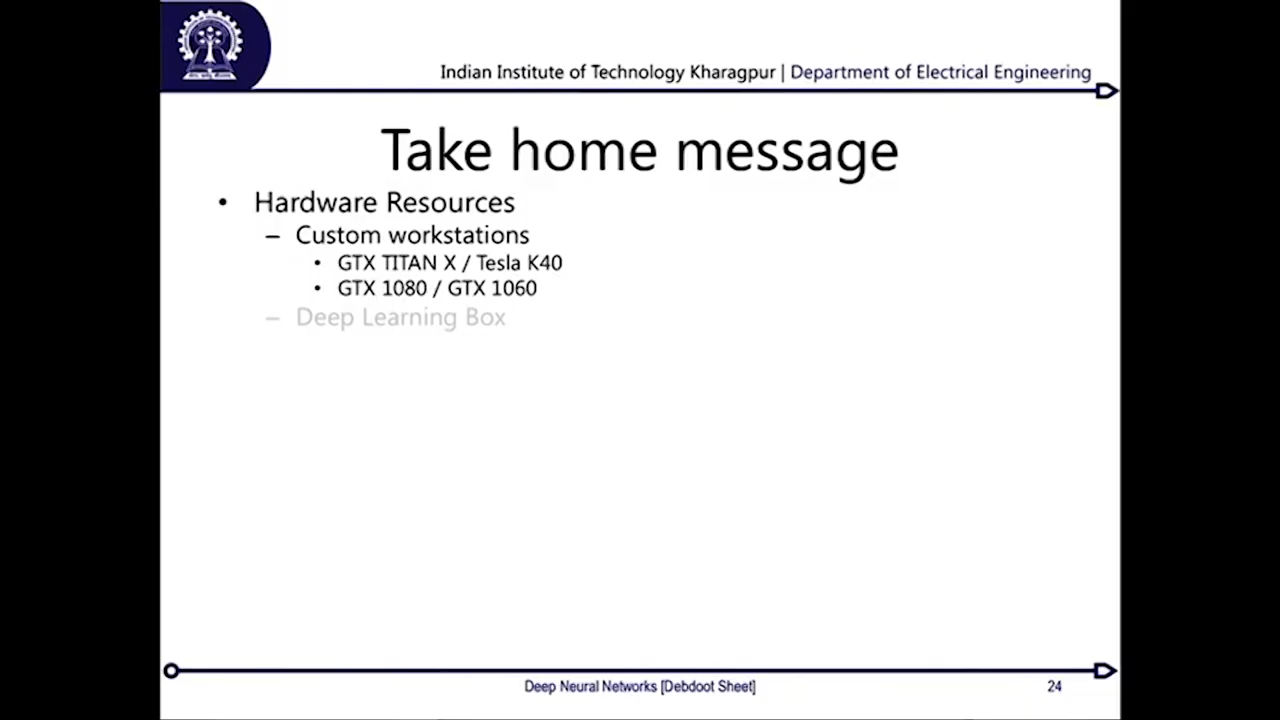 Indian Institute of Technology Kharagpur | Department of Electrical Engineering
Take home message
• Hardware Resources
– Custom workstations
• GTX TITAN X / Tesla K40
• GTX 1080 / GTX 1060
– Deep Learning Box
Deep Neural Networks [Debdoot Sheet]
24